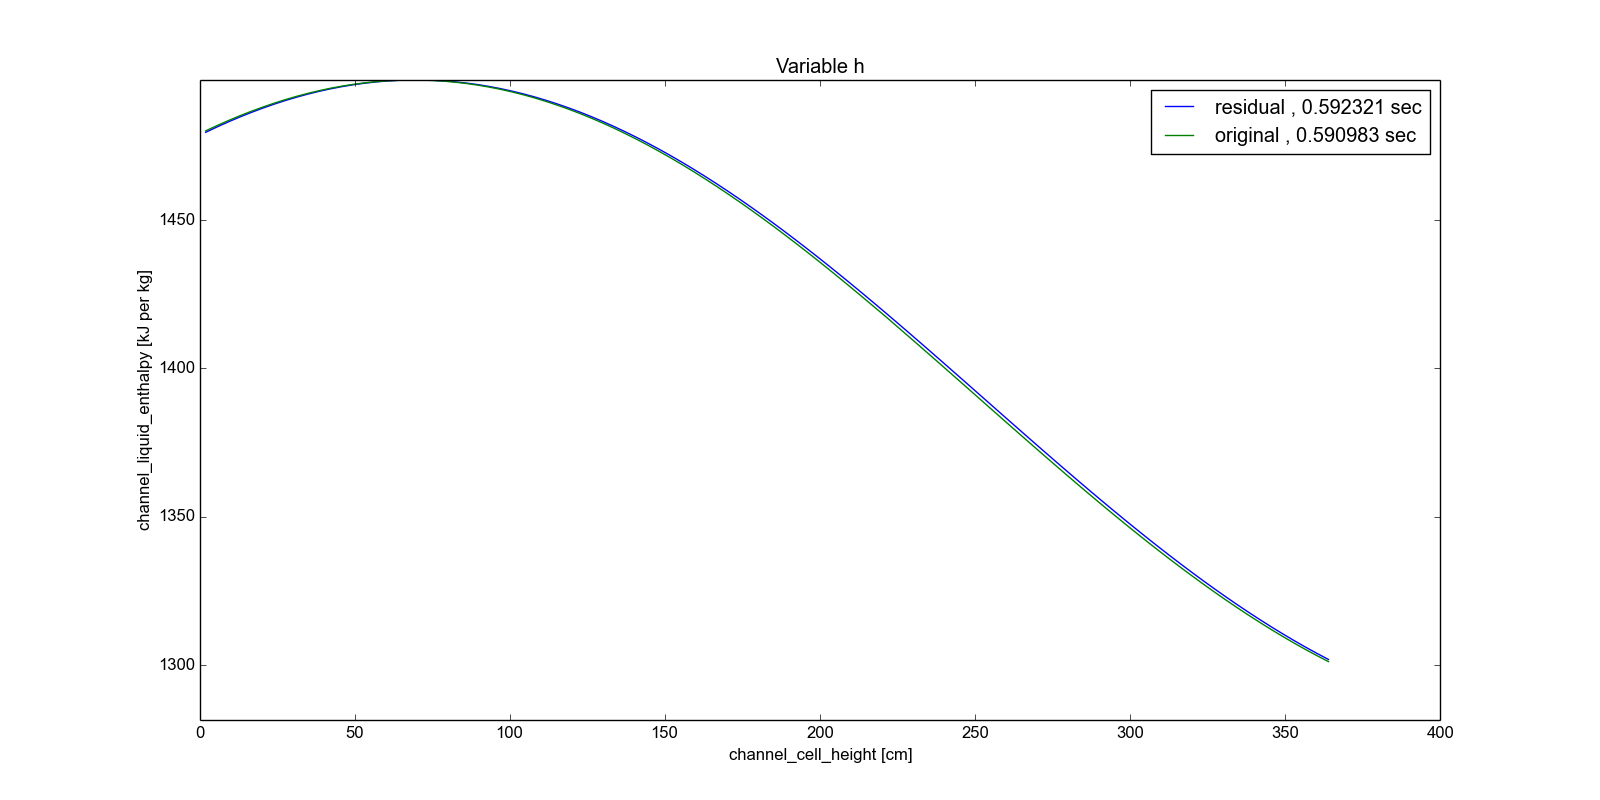 Variable h
residual , 0.592321 sec
original , 0.590983 sec
channel_liquid_enthalpy [kJ per kg]
1450
1400
1350
1300
0 50 100 150 200 250 300 350 400
channel_cell_height [cm]